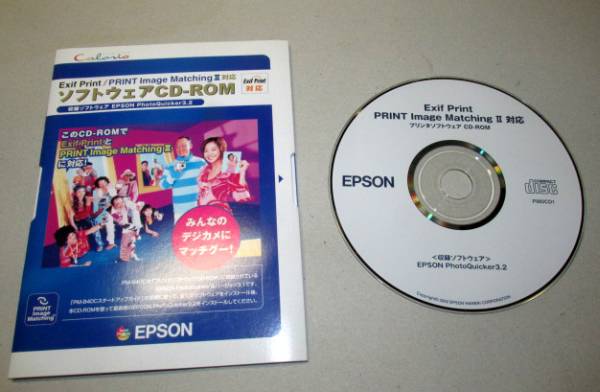 Colorio
Exif Print / PRINT Image Matching II 対応
ソフトウェアCD-ROM
Exif Print
対応
収録ソフトウェア EPSON PhotoQuicker3.2
このCD-ROMで
Exif Printと
PRINT Image Matching II
に対応!
みんなの
デジカメに
マッチグー!
PRINT
Image
Matching
EPSON
Exif Print
PRINT Image Matching II 対応
プリンタソフトウェア CD-ROM
EPSON
COMPACT
disc
<収録ソフトウェア>
EPSON PhotoQuicker3.2